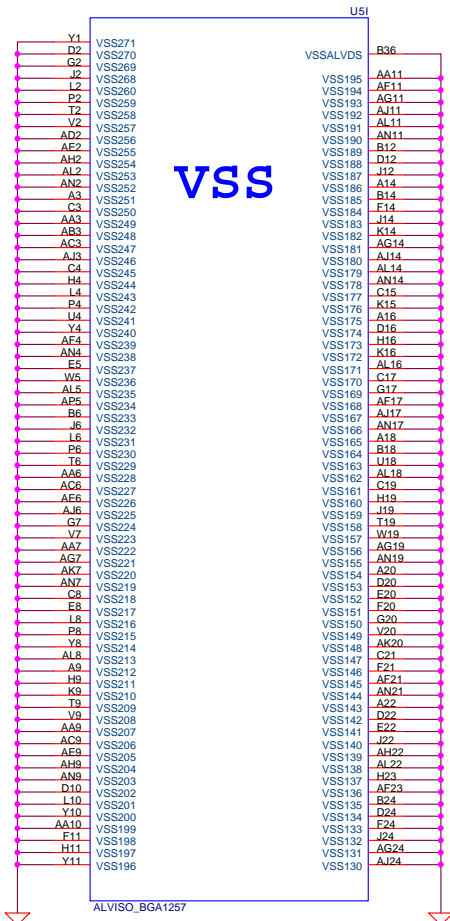 U5I
Y1 VSS271
D2 VSS270
G2 VSS269
J2 VSS268
L2 VSS260
P2 VSS259
T2 VSS258
V2 VSS257
AD2 VSS256
AE2 VSS255
AH2 VSS254
AL2 VSS253
AN2 VSS252
A3 VSS251
C3 VSS250
AA3 VSS249
AB3 VSS248
AC3 VSS247
AJ3 VSS246
C4 VSS245
H4 VSS244
L4 VSS243
P4 VSS242
U4 VSS241
Y4 VSS240
AF4 VSS239
AN4 VSS238
E5 VSS237
W5 VSS236
AL5 VSS235
AP5 VSS234
B6 VSS233
J6 VSS232
L6 VSS231
P6 VSS230
T6 VSS229
AA6 VSS228
AC6 VSS227
AE6 VSS226
AJ6 VSS225
G7 VSS224
V7 VSS223
AA7 VSS222
AG7 VSS221
AK7 VSS220
AN7 VSS219
C8 VSS218
E8 VSS217
L8 VSS216
P8 VSS215
Y8 VSS214
AL8 VSS213
A9 VSS212
H9 VSS211
K9 VSS210
T9 VSS209
V9 VSS208
AA9 VSS207
AC9 VSS206
AE9 VSS205
AH9 VSS204
AN9 VSS203
D10 VSS202
L10 VSS201
Y10 VSS200
AA10 VSS199
F11 VSS198
H11 VSS197
Y11 VSS196
VSS
VSSALVDS B36
VSS195 AA11
VSS194 AF11
VSS193 AG11
VSS192 AJ11
VSS191 AL11
VSS190 AN11
VSS189 B12
VSS188 D12
VSS187 J12
VSS186 A14
VSS185 B14
VSS184 F14
VSS183 J14
VSS182 K14
VSS181 AG14
VSS180 AJ14
VSS179 AL14
VSS178 AN14
VSS177 C15
VSS176 K15
VSS175 A16
VSS174 D16
VSS173 H16
VSS172 K16
VSS171 AL16
VSS170 C17
VSS169 G17
VSS168 AF17
VSS167 AJ17
VSS166 AN17
VSS165 A18
VSS164 B18
VSS163 U18
VSS162 AL18
VSS161 C19
VSS160 H19
VSS159 J19
VSS158 T19
VSS157 W19
VSS156 AG19
VSS155 AN19
VSS154 A20
VSS153 D20
VSS152 E20
VSS151 F20
VSS150 G20
VSS149 V20
VSS148 AK20
VSS147 C21
VSS146 F21
VSS145 AF21
VSS144 AN21
VSS143 A22
VSS142 D22
VSS141 E22
VSS140 J22
VSS139 AH22
VSS138 AL22
VSS137 H23
VSS136 AF23
VSS135 B24
VSS134 D24
VSS133 F24
VSS132 J24
VSS131 AG24
VSS130 AJ24
ALVISO_BGA1257